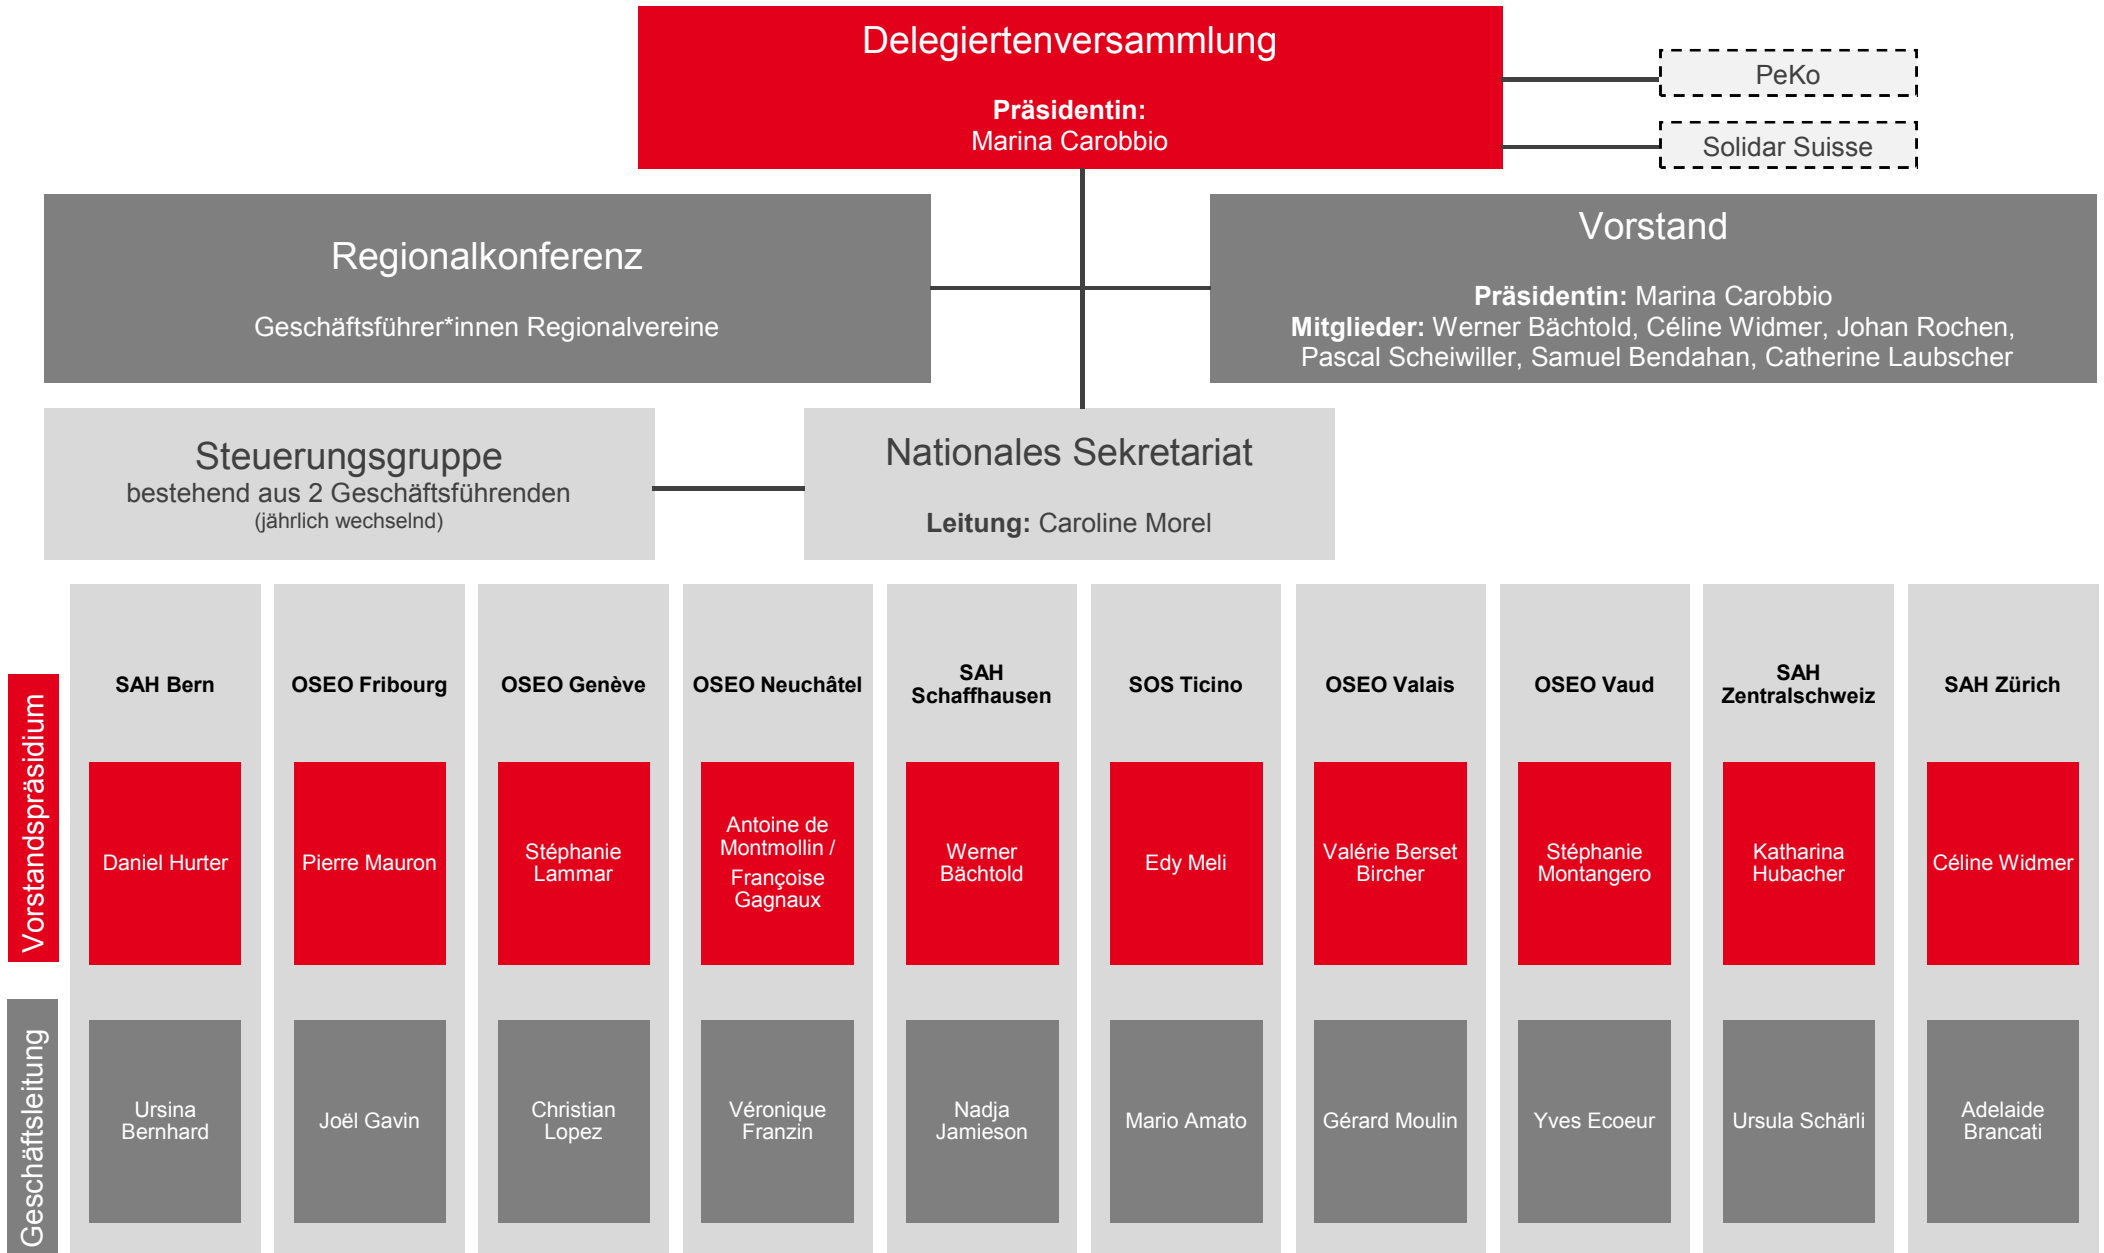 Delegiertenversammlung
Präsidentin:
Marina Carobbio
PeKo
Solidar Suisse
Regionalkonferenz
Geschäftsführer*innen Regionalvereine
Vorstand
Präsidentin: Marina Carobbio
Mitglieder: Werner Bächtold, Céline Widmer, Johan Rochen,
Pascal Scheiwiller, Samuel Bendahan, Catherine Laubscher
Steuerungsgruppe
bestehend aus 2 Geschäftsführenden
(jährlich wechselnd)
Nationales Sekretariat
Leitung: Caroline Morel
SAH Bern
OSEO Fribourg
OSEO Genève
OSEO Neuchâtel
SAH
Schaffhausen
SOS Ticino
OSEO Valais
OSEO Vaud
SAH
Zentralschweiz
SAH Zürich
Vorstandspräsidium
Daniel Hurter
Pierre Mauron
Stéphanie
Lammar
Antoine de
Montmollin /
Françoise
Gagnaux
Werner
Bächtold
Edy Meli
Valérie Berset
Bircher
Stéphanie
Montangero
Katharina
Hubacher
Céline Widmer
Geschäftsleitung
Ursina
Bernhard
Joël Gavin
Christian
Lopez
Véronique
Franzin
Nadja
Jamieson
Mario Amato
Gérard Moulin
Yves Ecoeur
Ursula Schärli
Adelaide
Brancati